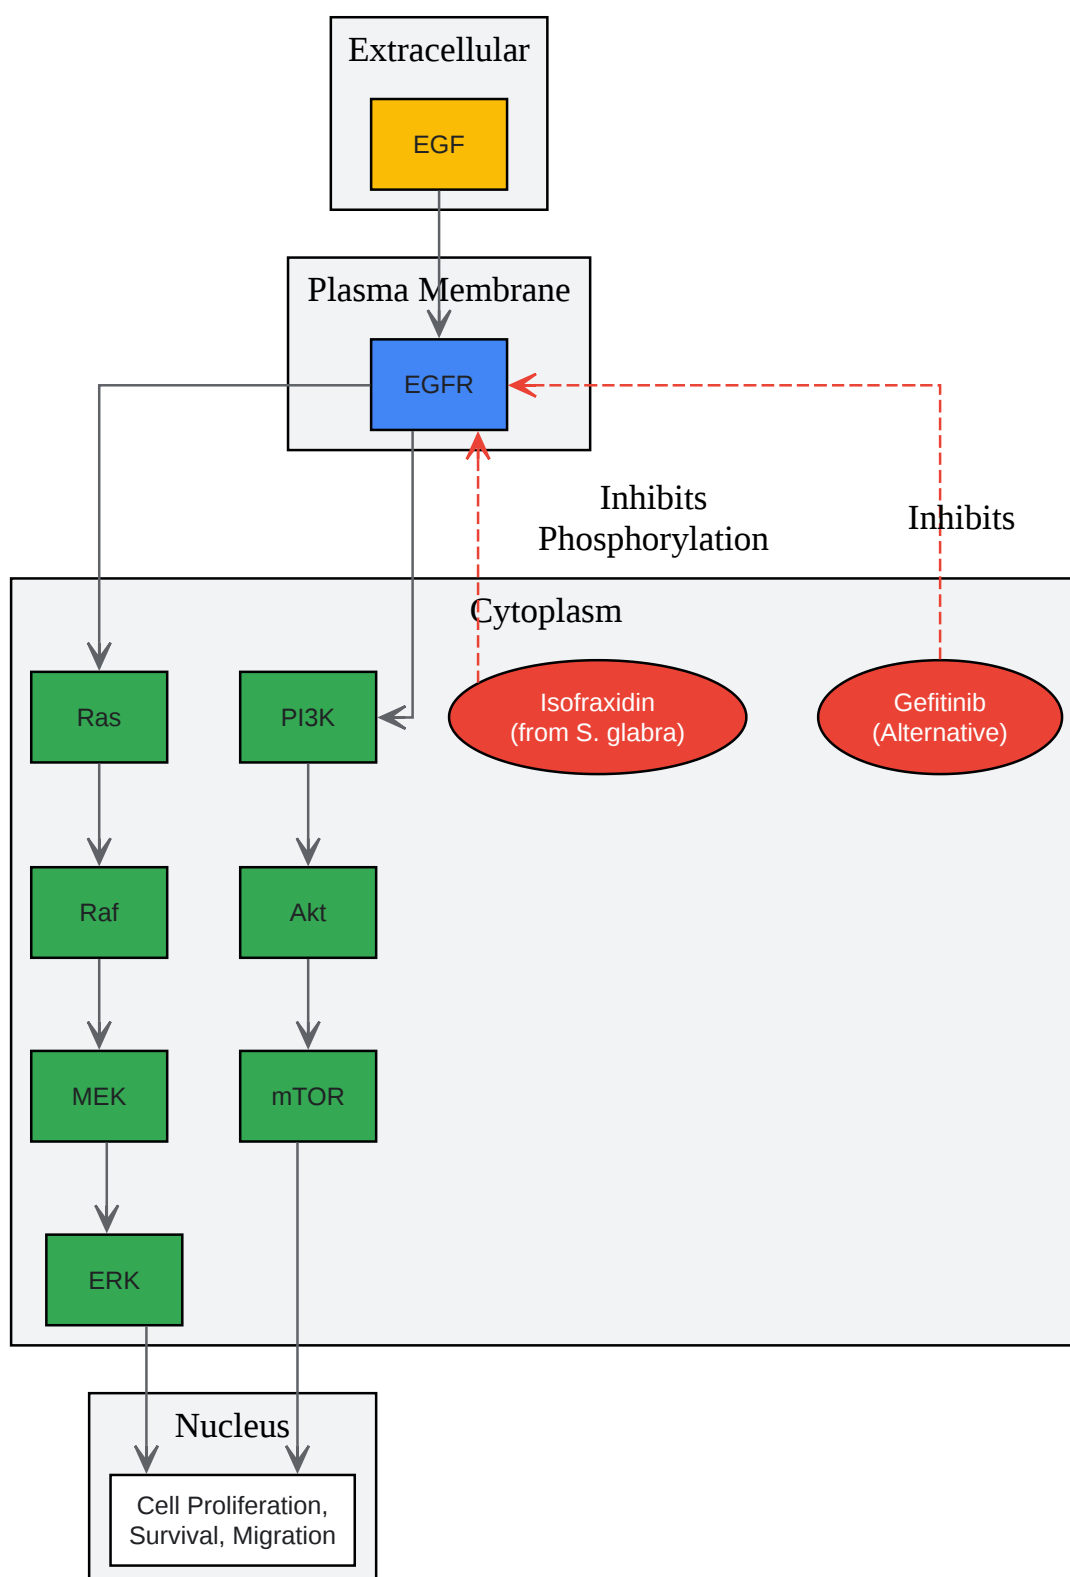 Extracellular
EGF
Plasma Membrane
EGFR
Inhibits
Phosphorylation
Inhibits
Cytoplasm
Ras
PI3K
Isofraxidin
(from S. glabra)
Gefitinib
(Alternative)
Raf
Akt
MEK
mTOR
ERK
Nucleus
Cell Proliferation,
Survival, Migration